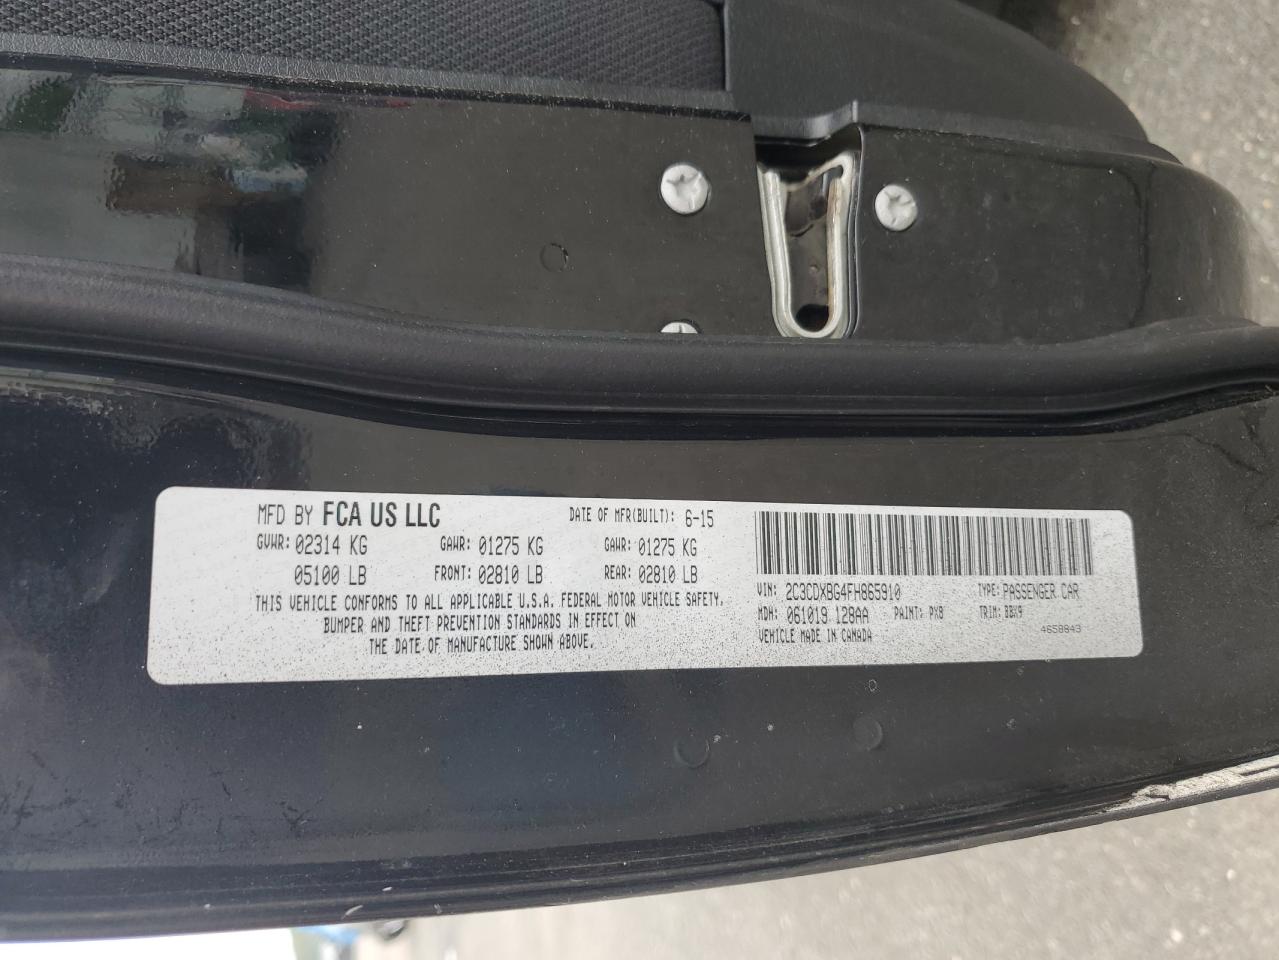 MFD BY FCA US LLC DATE OF MFR(BUILT): 6-15
GVWR: 02314 KG GAWR: 01275 KG GAWR: 01275 KG
05100 LB FRONT: 02810 LB REAR: 02810 LB
THIS VEHICLE CONFORMS TO ALL APPLICABLE U.S.A. FEDERAL MOTOR VEHICLE SAFETY,
BUMPER AND THEFT PREVENTION STANDARDS IN EFFECT ON
THE DATE OF MANUFACTURE SHOWN ABOVE.
VIN: 2C3CDXBG4FH865910 TYPE: PASSENGER CAR
MDH: 061019 128AA PAINT: PX8 TRIM: BBX9
VEHICLE MADE IN CANADA 4658843